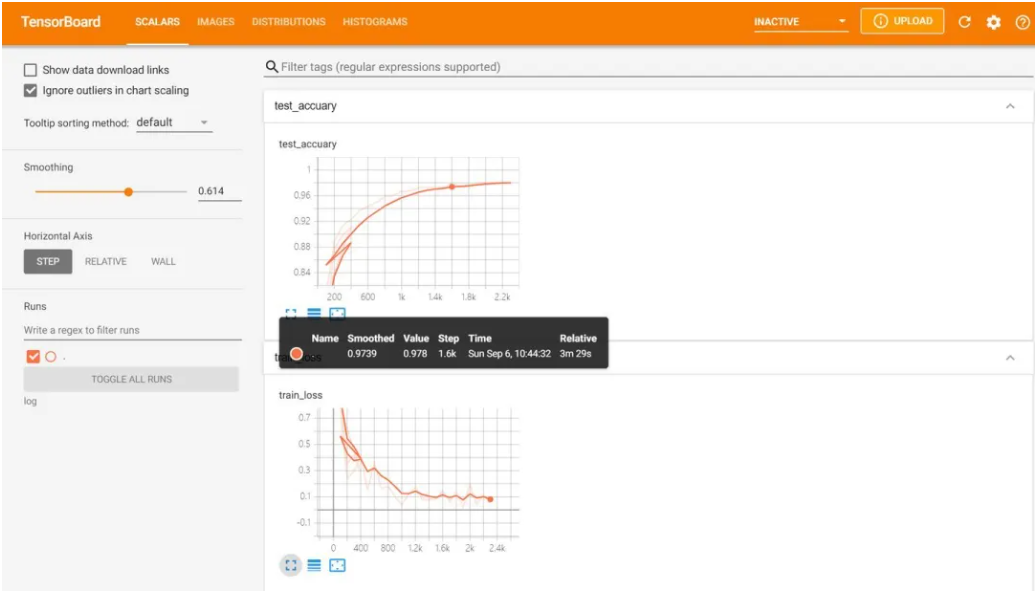 TensorBoard SCALARS IMAGES DISTRIBUTIONS HISTOGRAMS INACTIVE UPLOAD
Show data download links
Ignore outliers in chart scaling
Tooltip sorting method: default
Smoothing
0.614
Horizontal Axis
STEP RELATIVE WALL
Runs
Write a regex to filter runs
.
TOGGLE ALL RUNS
log
Filter tags (regular expressions supported)
test_accuary
test_accuary
1
0.96
0.92
0.88
0.84
200 600 1k 1.4k 1.8k 2.2k
Name Smoothed Value Step Time Relative
0.9739 0.978 1.6k Sun Sep 6, 10:44:32 3m 29s
train_loss
0.7
0.5
0.3
0.1
-0.1
0 400 800 1.2k 1.6k 2k 2.4k